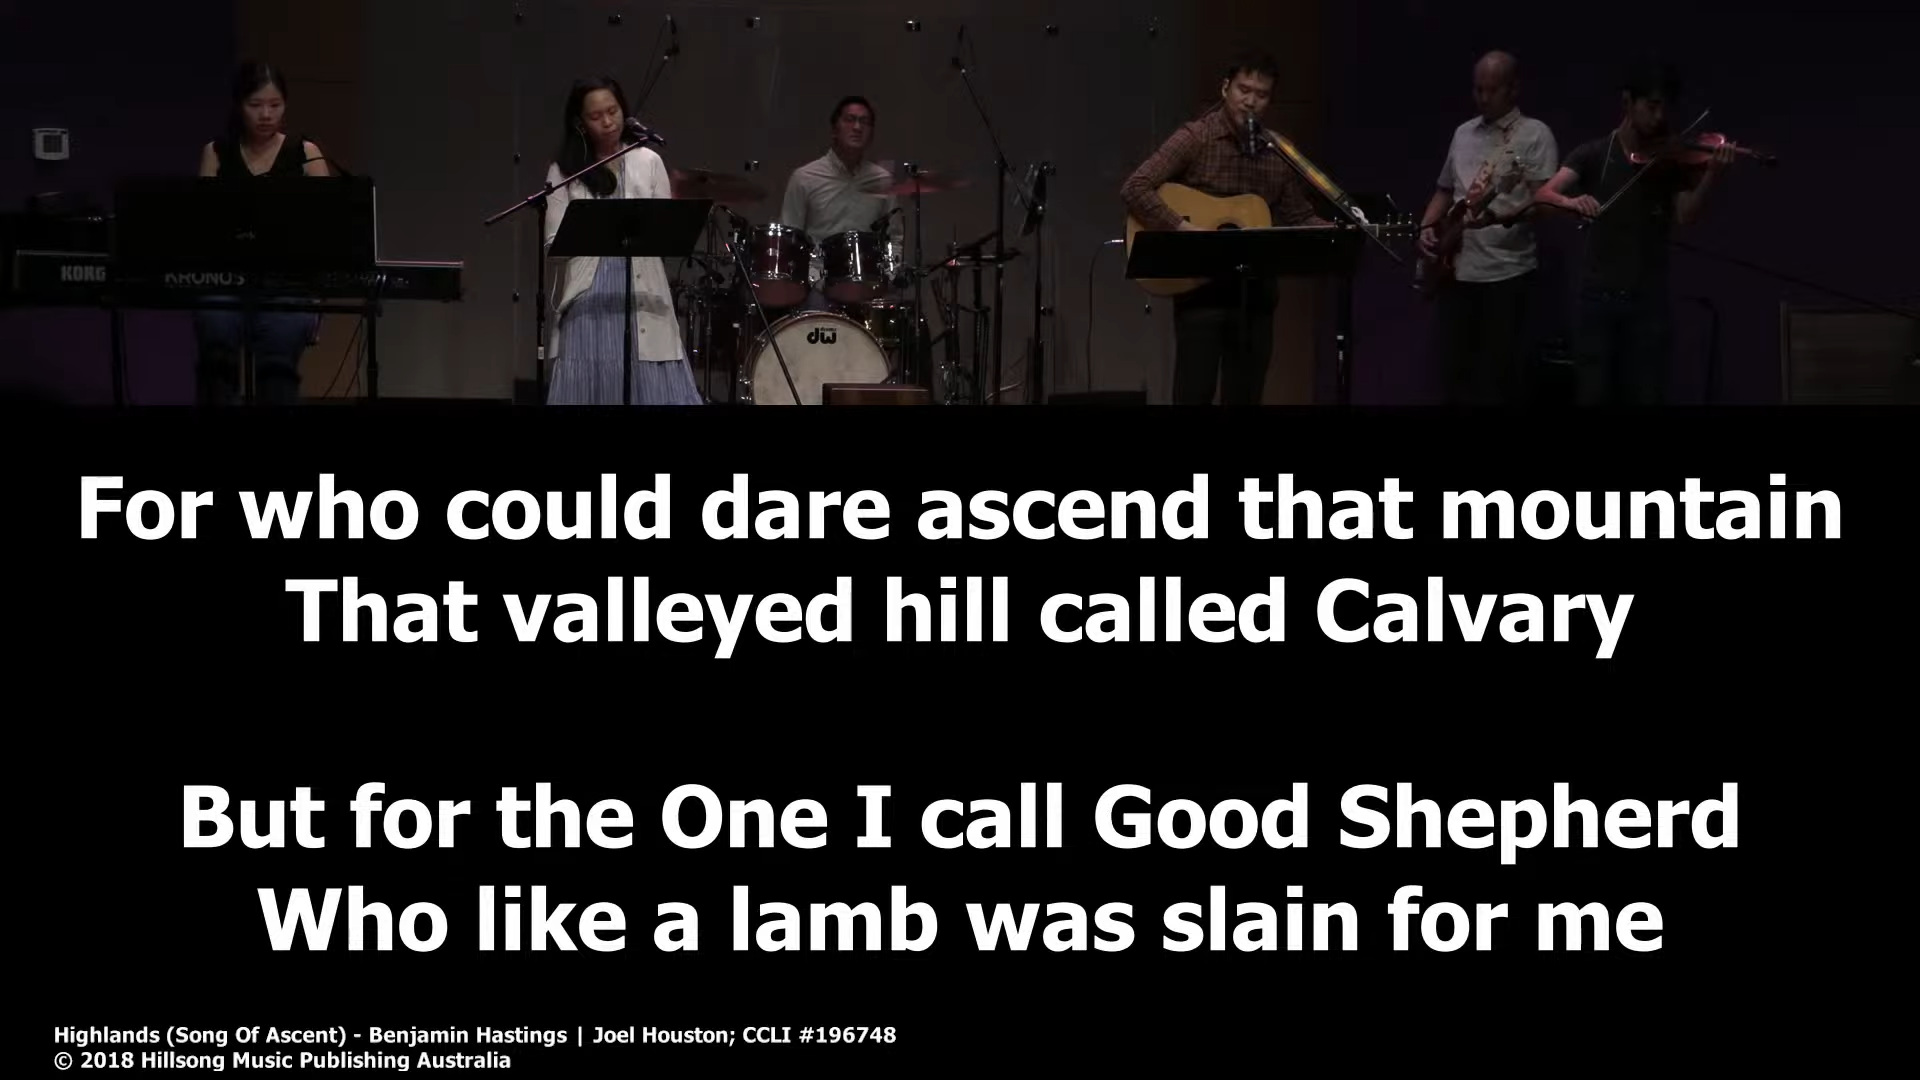 KORG
KRONOS
dw
For who could dare ascend that mountain
That valleyed hill called Calvary
But for the One I call Good Shepherd
Who like a lamb was slain for me
Highlands (Song Of Ascent) - Benjamin Hastings | Joel Houston; CCLI #196748
© 2018 Hillsong Music Publishing Australia